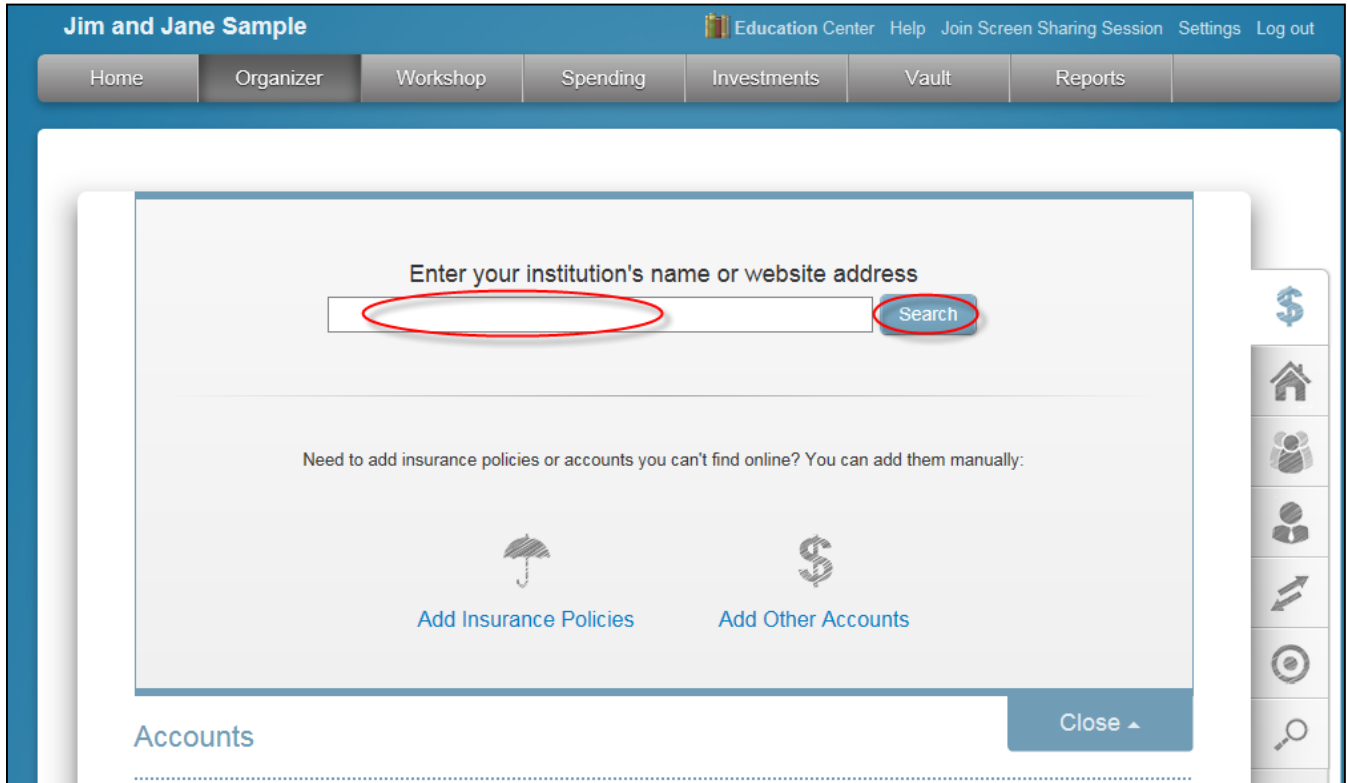 Jim and Jane Sample
Education Center Help Join Screen Sharing Session Settings Log out
Home Organizer Workshop Spending Investments Vault Reports
Enter your institution's name or website address
Search
Need to add insurance policies or accounts you can't find online? You can add them manually:
Add Insurance Policies Add Other Accounts
Close
Accounts